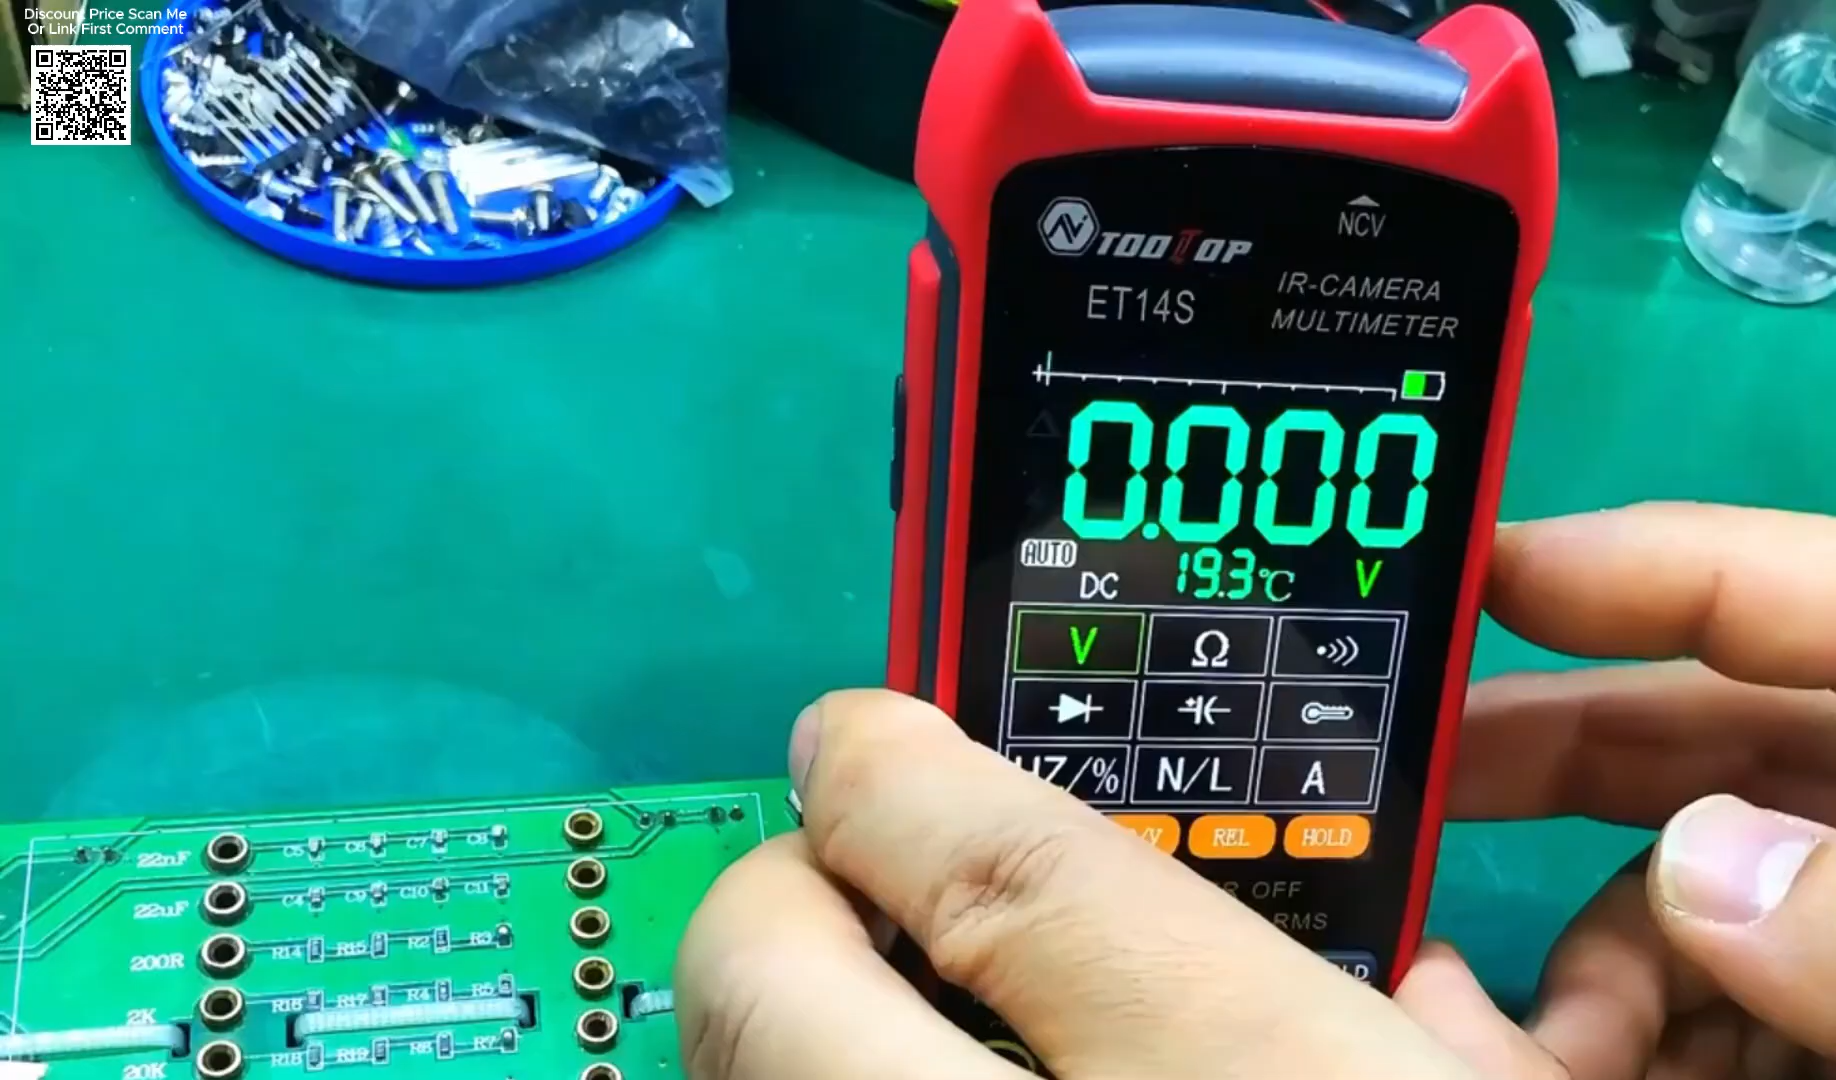 Discount Price Scan Me
Or Link First Comment
NCV
TOOLTOP
ET14S
IR-CAMERA
MULTIMETER
0.000
AUTO
DC
19.3℃
V
V
Ω
HZ/%
N/L
A
REL
HOLD
OFF
RMS
22nF
C5
C6
C7
C8
22uF
C4
C9
C10
C11
200R
R14
R15
R2
R3
2K
R16
R17
R4
R5
20K
R18
R19
R6
R7